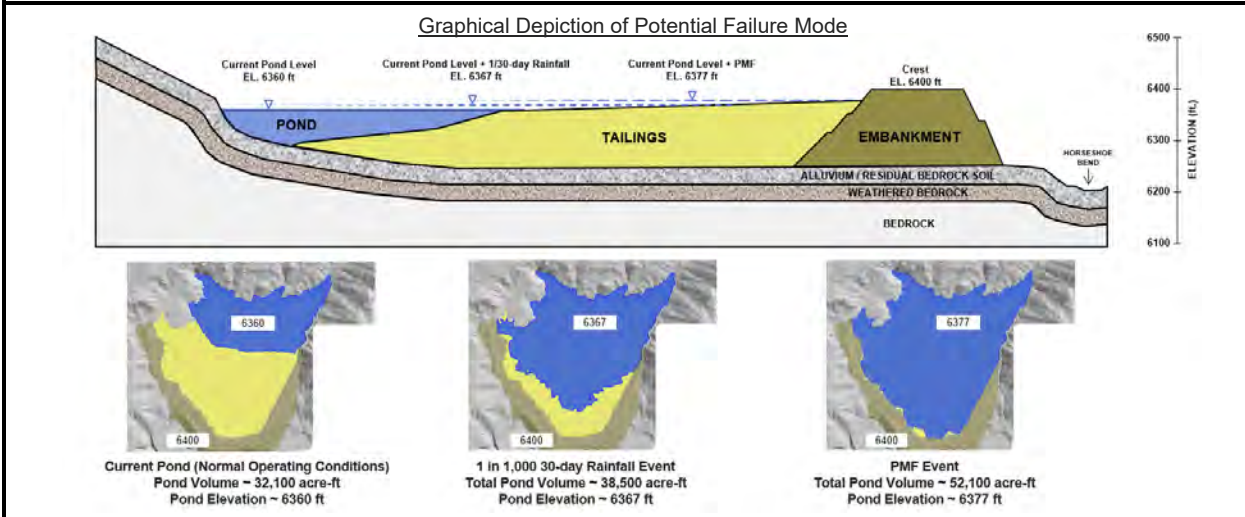 Graphical Depiction of Potential Failure Mode
Current Pond Level
EL. 6360 ft
Current Pond Level + 1/30-day Rainfall
EL. 6367 ft
Current Pond Level + PMF
EL. 6377 ft
Crest
EL. 6400 ft
6500
6400
6300
6200
6100
ELEVATION (ft.)
POND
TAILINGS
EMBANKMENT
HORSESHOE
BEND
ALLUVIUM / RESIDUAL BEDROCK SOIL
WEATHERED BEDROCK
BEDROCK
6360
6400
Current Pond (Normal Operating Conditions)
Pond Volume ~ 32,100 acre-ft
Pond Elevation ~ 6360 ft
6367
6400
1 in 1,000 30-day Rainfall Event
Total Pond Volume ~ 38,500 acre-ft
Pond Elevation ~ 6367 ft
6377
6400
PMF Event
Total Pond Volume ~ 52,100 acre-ft
Pond Elevation ~ 6377 ft